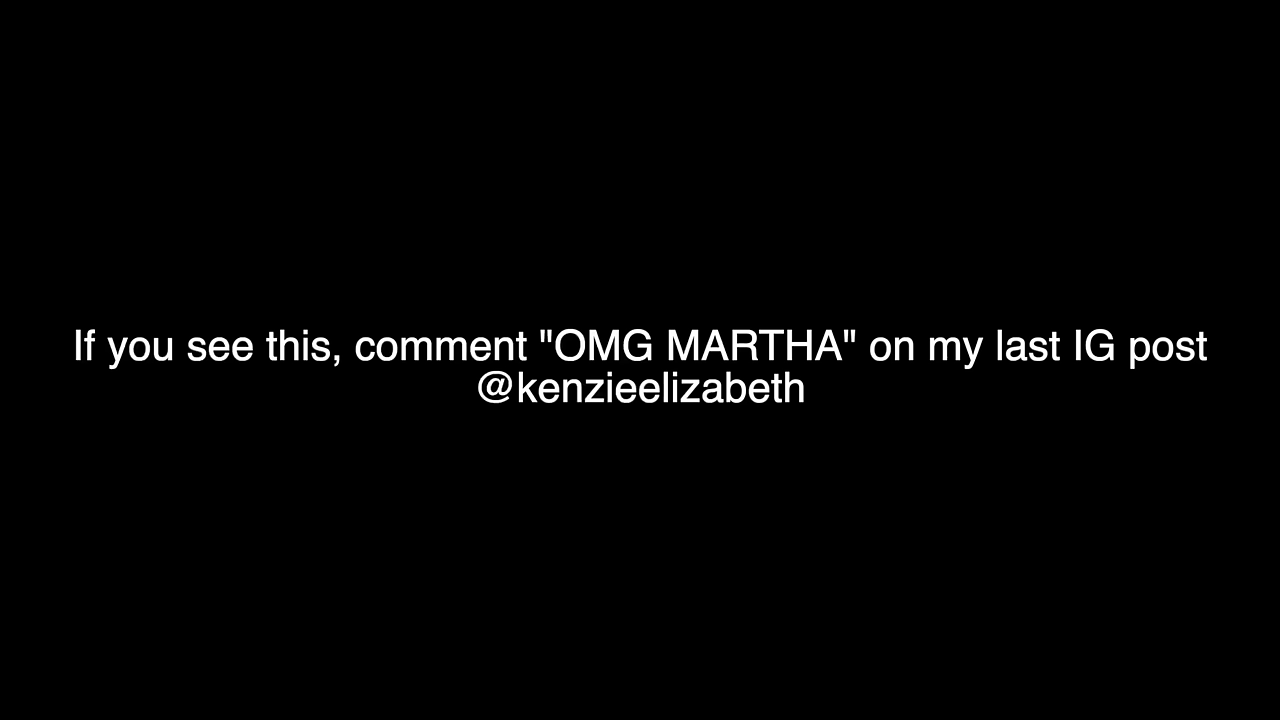 If you see this, comment "OMG MARTHA" on my last IG post
@kenzieelizabeth